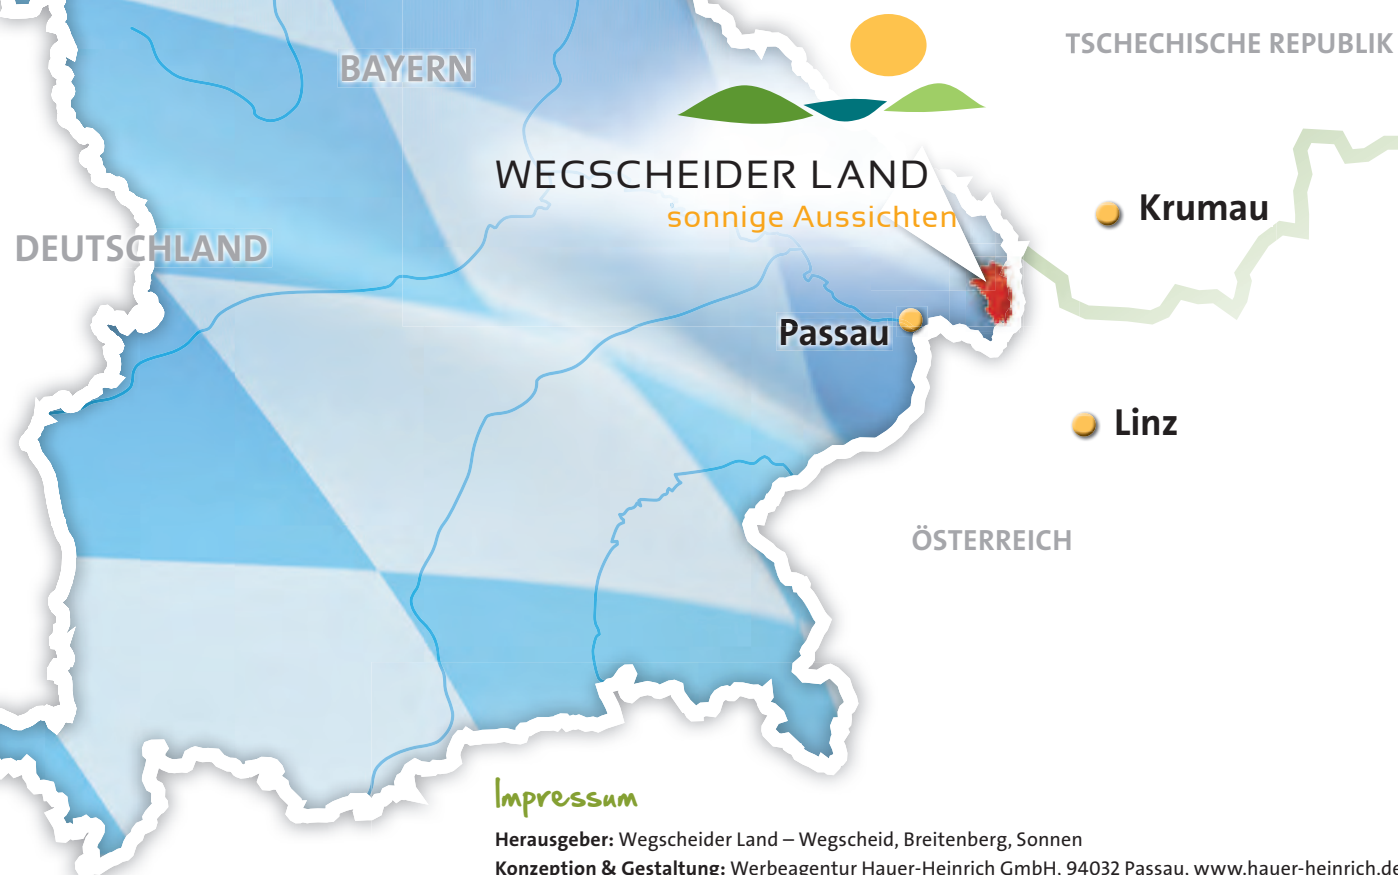 TSCHECHISCHE REPUBLIK
BAYERN
WEGSCHEIDER LAND
sonnige Aussichten
Krumau
DEUTSCHLAND
Passau
Linz
ÖSTERREICH
Impressum
Herausgeber: Wegscheider Land – Wegscheid, Breitenberg, Sonnen
Konzeption & Gestaltung: Werbeagentur Hauer-Heinrich GmbH, 94032 Passau, www.hauer-heinrich.de